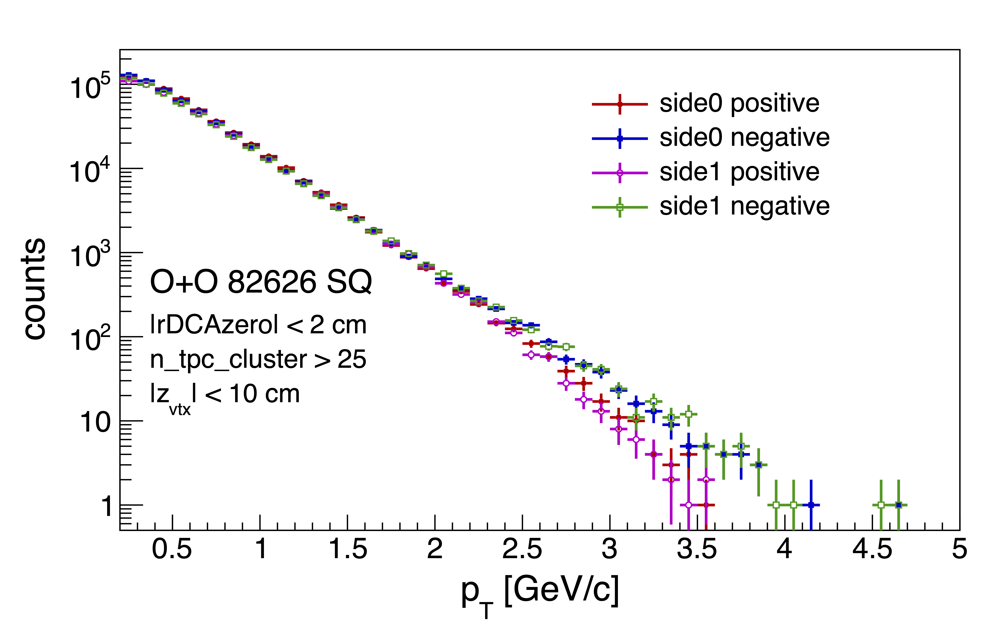 side0 positive
side0 negative
side1 positive
side1 negative
O+O 82626 SQ
|rDCAzero| < 2 cm
n_tpc_cluster > 25
|z_vtx| < 10 cm
counts
10^5
10^4
10^3
10^2
10
1
0.5 1 1.5 2 2.5 3 3.5 4 4.5 5
p_T [GeV/c]